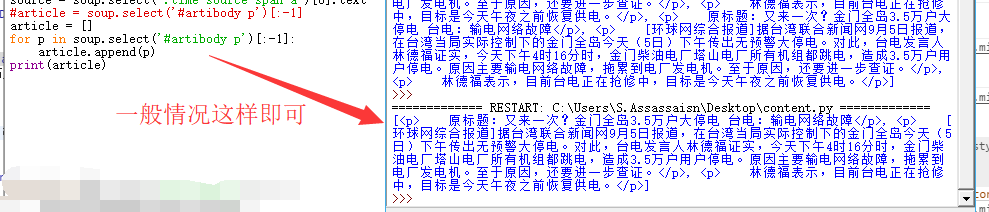 source = soup.select('.time-source span a')[0].text
#article = soup.select('#artibody p')[:-1]
article = []
for p in soup.select('#artibody p')[:-1]:
    article.append(p)
print(article)
一般情况这样即可
电厂发电机。至于原因，还要进一步查证。</p>, <p>　　林德福表示，目前台电正在抢修
中，目标是今天午夜之前恢复供电。</p>, <p>　　原标题：又来一次？金门全岛3.5万户大
停电 台电：输电网络故障</p>, <p>　　[环球网综合报道]据台湾联合新闻网9月5日报道，
在台湾当局实际控制下的金门全岛今天（5日）下午传出无预警大停电。对此，台电发言人
林德福证实，今天下午4时16分时，金门柴油电厂塔山电厂所有机组都跳电，造成3.5万户用
户停电。原因主要输电网络故障，拖累到电厂发电机。至于原因，还要进一步查证。</p>,
<p>　　林德福表示，目前台电正在抢修中，目标是今天午夜之前恢复供电。</p>]
>>>
============= RESTART: C:\Users\S.Assassaisn\Desktop\content.py =============
[<p>　　原标题：又来一次？金门全岛3.5万户大停电 台电：输电网络故障</p>, <p>　　[
环球网综合报道]据台湾联合新闻网9月5日报道，在台湾当局实际控制下的金门全岛今天（5
日）下午传出无预警大停电。对此，台电发言人林德福证实，今天下午4时16分时，金门柴
油电厂塔山电厂所有机组都跳电，造成3.5万户用户停电。原因主要输电网络故障，拖累到
电厂发电机。至于原因，还要进一步查证。</p>, <p>　　林德福表示，目前台电正在抢修
中，目标是今天午夜之前恢复供电。</p>]
>>>